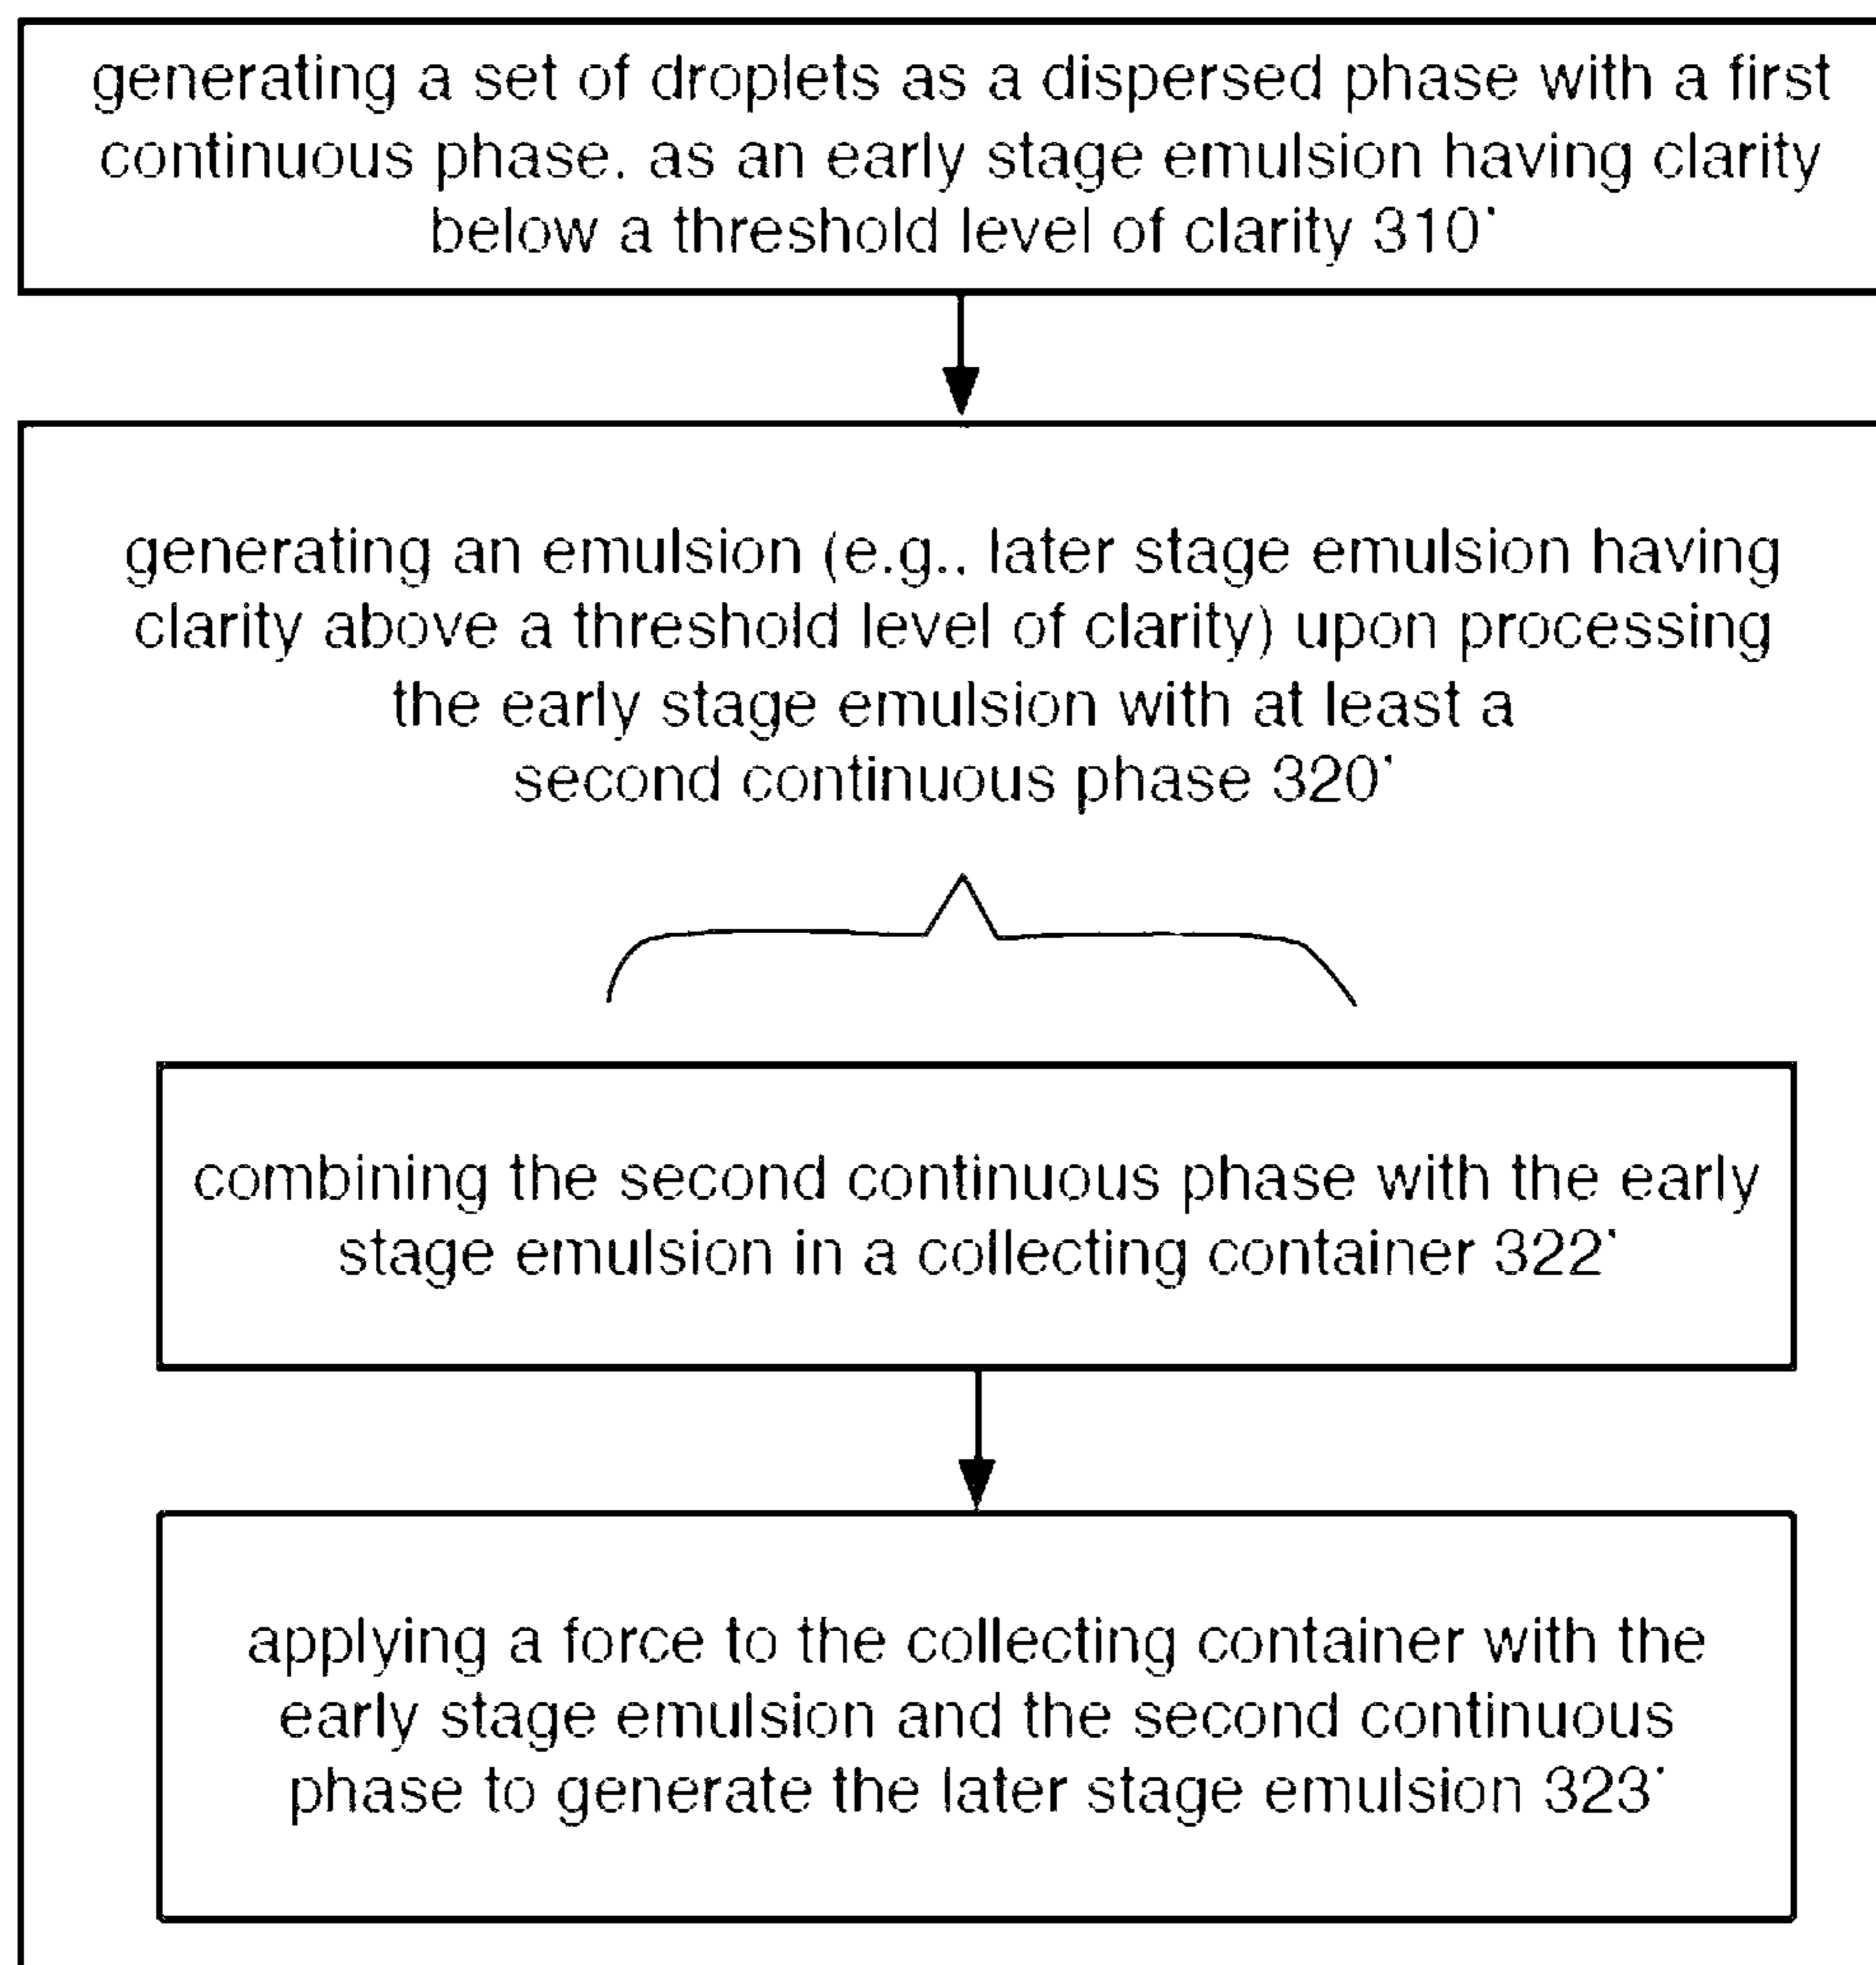 generating a set of droplets as a dispersed phase with a first
continuous phase, as an early stage emulsion having clarity
below a threshold level of clarity 310'
generating an emulsion (e.g., later stage emulsion having
clarity above a threshold level of clarity) upon processing
the early stage emulsion with at least a
second continuous phase 320'
combining the second continuous phase with the early
stage emulsion in a collecting container 322'
applying a force to the collecting container with the
early stage emulsion and the second continuous
phase to generate the later stage emulsion 323'